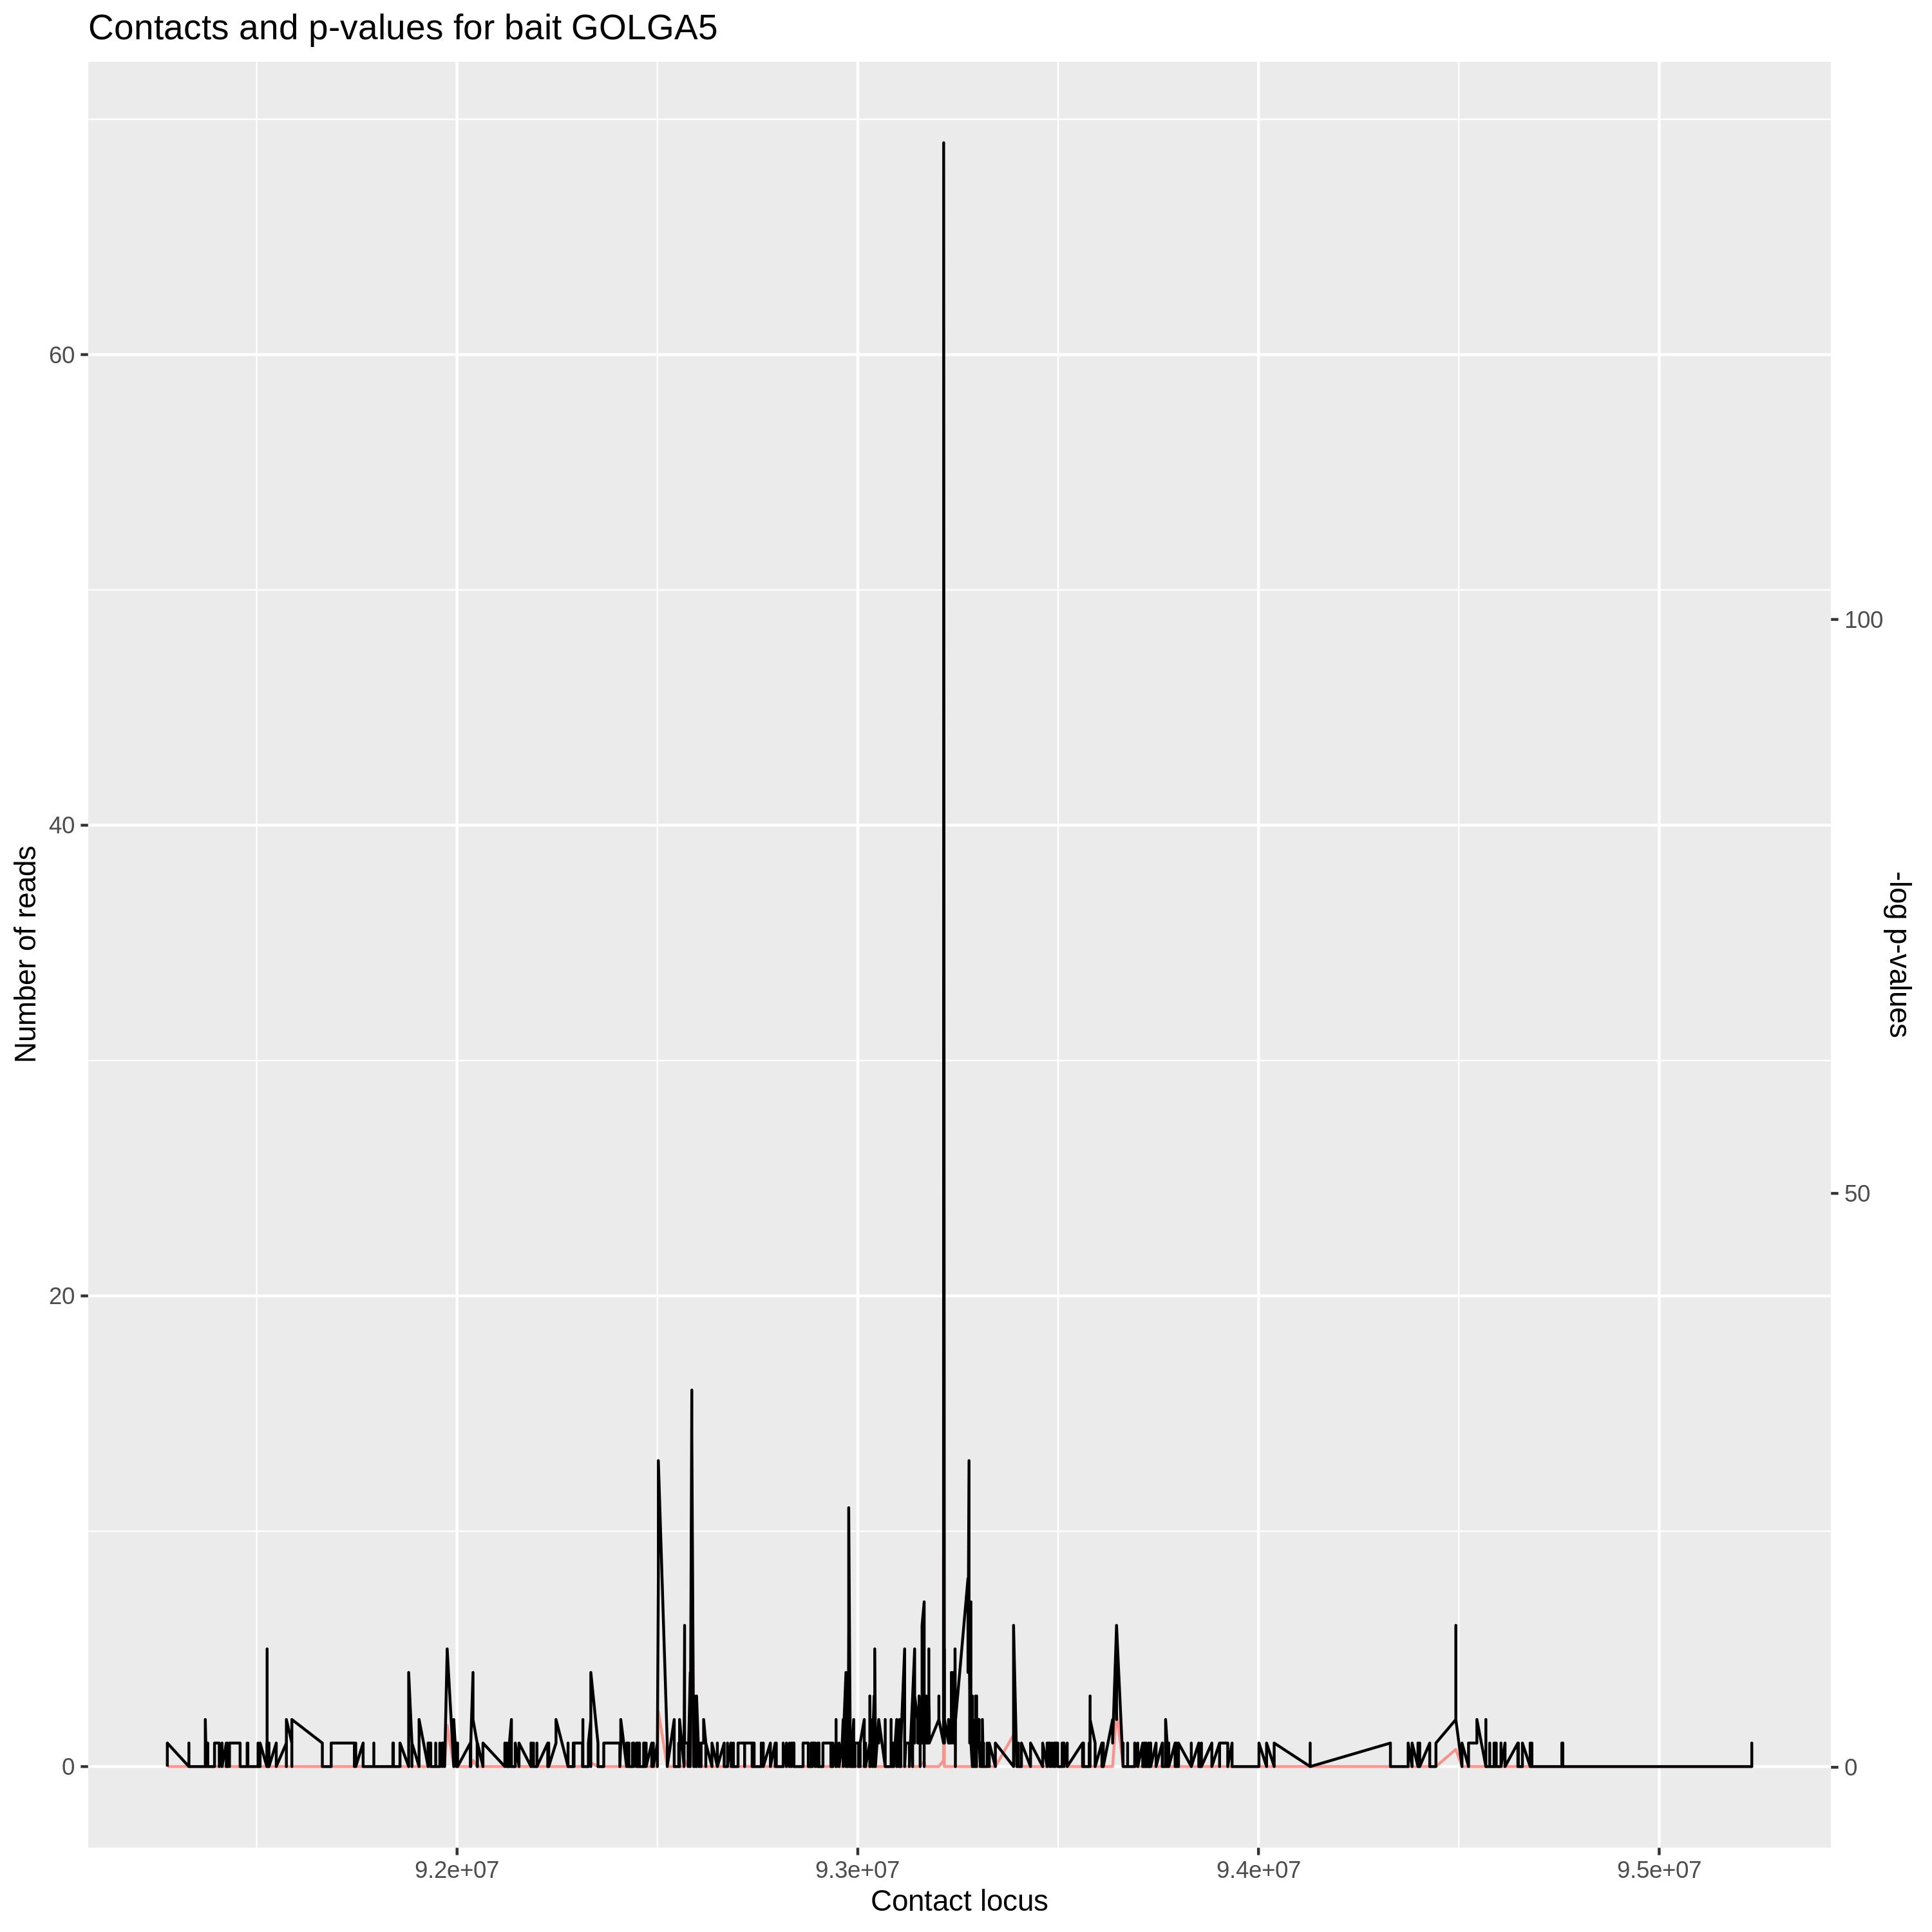 Contacts and p-values for bait GOLGA5
60
40
20
0
Number of reads
100
50
0
-log p-values
9.2e+07
9.3e+07
9.4e+07
9.5e+07
Contact locus